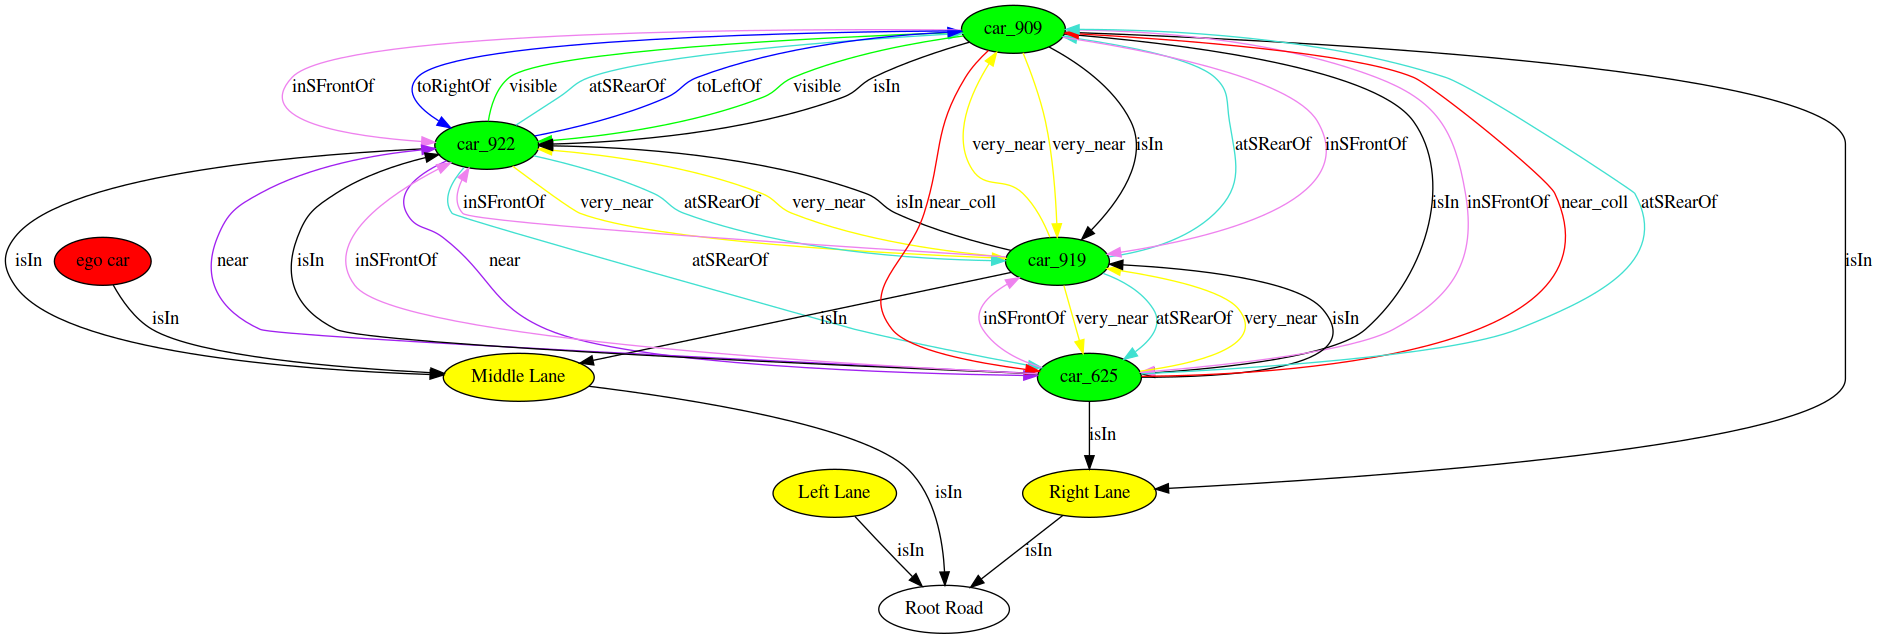 car_909
inSFrontOf toRightOf visible atSRearOf toLeftOf visible isIn
car_922 very_near very_near isIn atSRearOf inSFrontOf
inSFrontOf very_near atSRearOf very_near isIn near_coll isIn inSFrontOf near_coll atSRearOf
isIn ego car near isIn inSFrontOf near atSRearOf car_919 isIn
isIn isIn inSFrontOf very_near atSRearOf very_near isIn
Middle Lane car_625
isIn
Left Lane isIn Right Lane
isIn isIn
Root Road